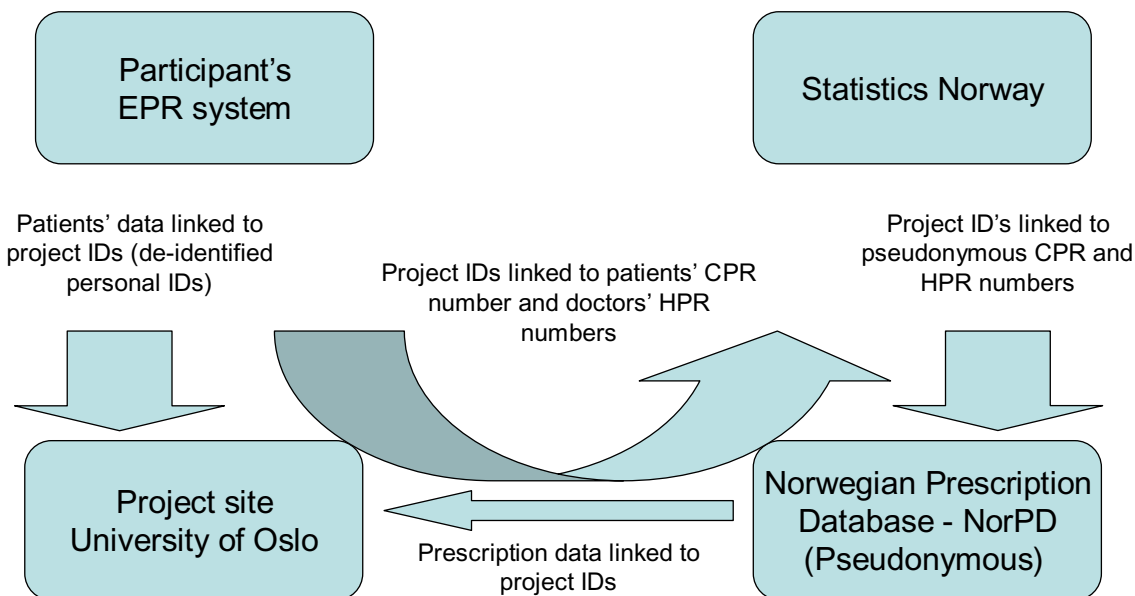 Participant's
EPR system
Statistics Norway
Patients' data linked to
project IDs (de-identified
personal IDs)
Project IDs linked to patients' CPR
number and doctors' HPR
numbers
Project ID's linked to
pseudonymous CPR and
HPR numbers
Project site
University of Oslo
Prescription data linked to
project IDs
Norwegian Prescription
Database - NorPD
(Pseudonymous)